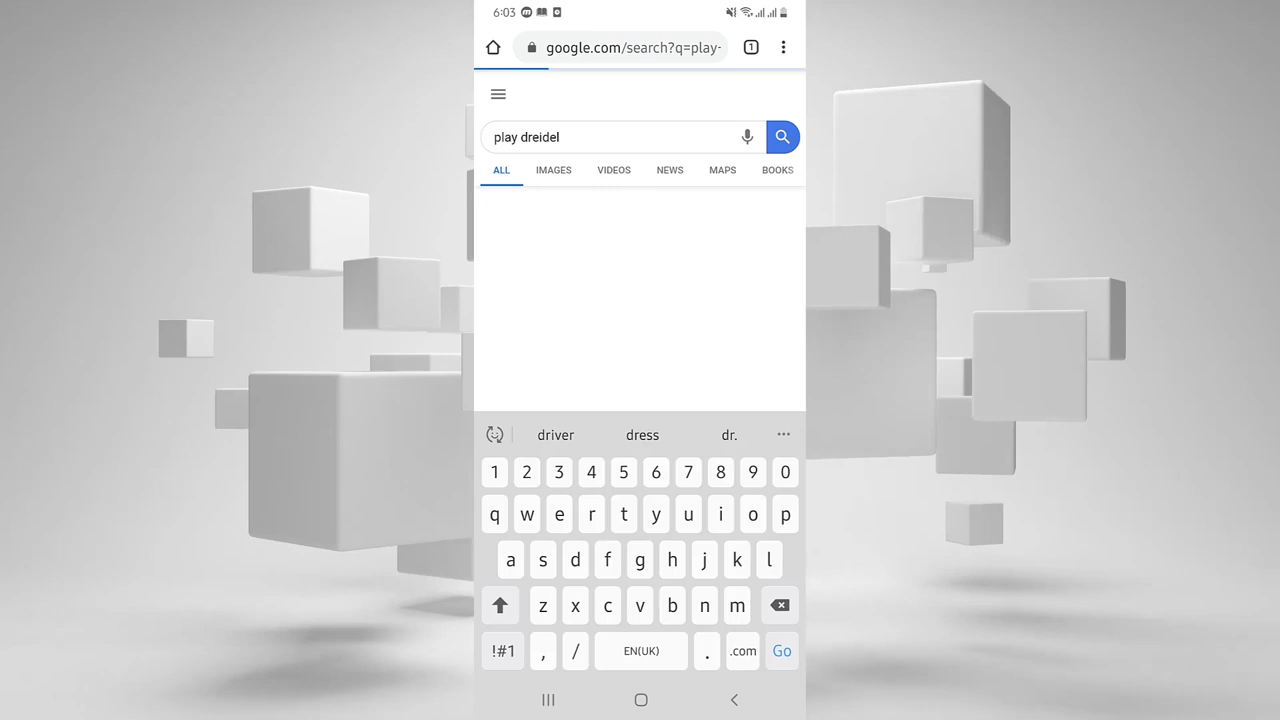 6:03
1
google.com/search?q=play-
play dreidel
ALL IMAGES VIDEOS NEWS MAPS BOOKS
driver dress dr. ...
1 2 3 4 5 6 7 8 9 0
q w e r t y u i o p
a s d f g h j k l
z x c v b n m
!#1 , / EN(UK) . .com Go